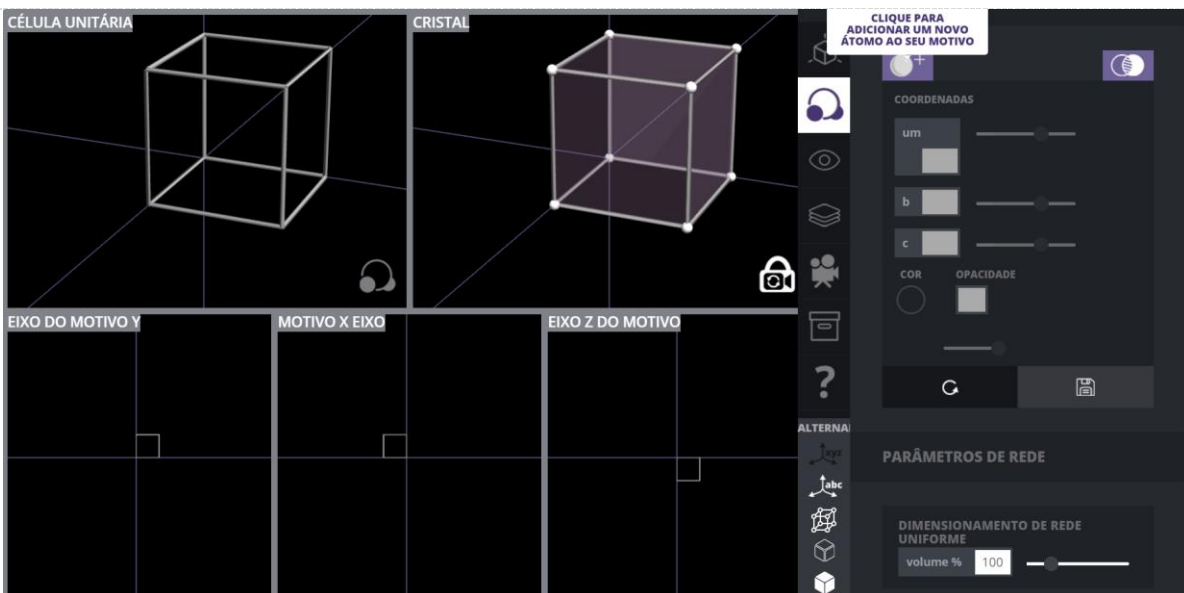 CÉLULA UNITÁRIA
CRISTAL
CLIQUE PARA
ADICIONAR UM NOVO
ÁTOMO AO SEU MOTIVO
COORDENADAS
um
b
c
COR
OPACIDADE
EIXO DO MOTIVO Y
MOTIVO X EIXO
EIXO Z DO MOTIVO
?
ALTERNA
xyz
abc
PARÂMETROS DE REDE
DIMENSIONAMENTO DE REDE
UNIFORME
volume % 100